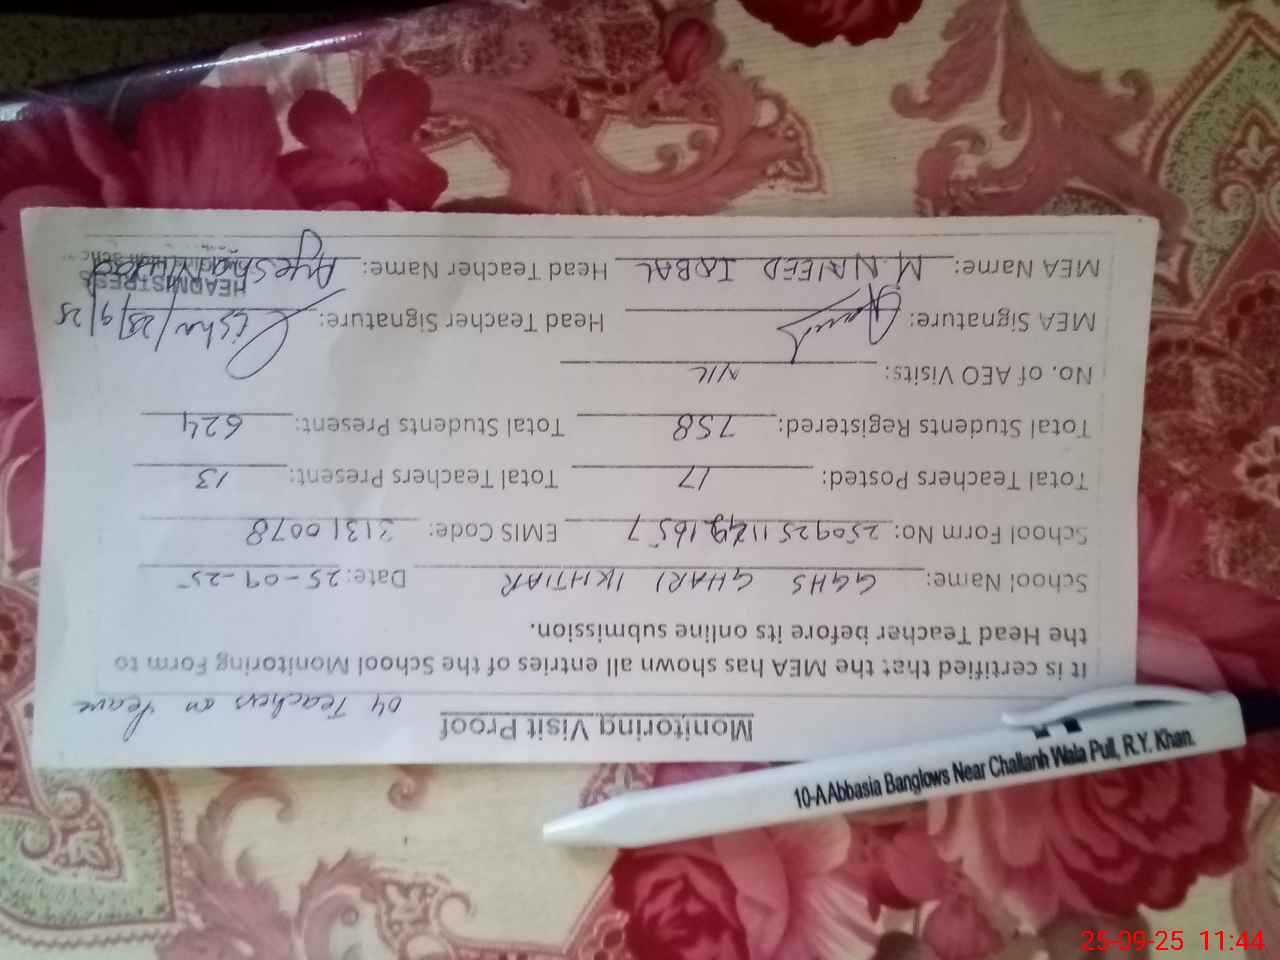 Monitoring Visit Proof
04 Teachers on leave
It is certified that the MEA has shown all entries of the School Monitoring Form to
the Head Teacher before its online submission.
School Name: GGHS GHARI IKHTIAR Date: 25-09-25
School Form No: EMIS Code: 31310078
Total Teachers Posted: 17 Total Teachers Present: 13
Total Students Registered: 758 Total Students Present: 624
No. of AEO Visits: NIL
MEA Signature: Head Teacher Signature:
MEA Name: M. NAVEED IQBAL Head Teacher Name: Ayesha
HEADMISTRESS
10-A Abbasia Banglows Near Challanh Wala Pull, R.Y. Khan.
25-09-25 11:44